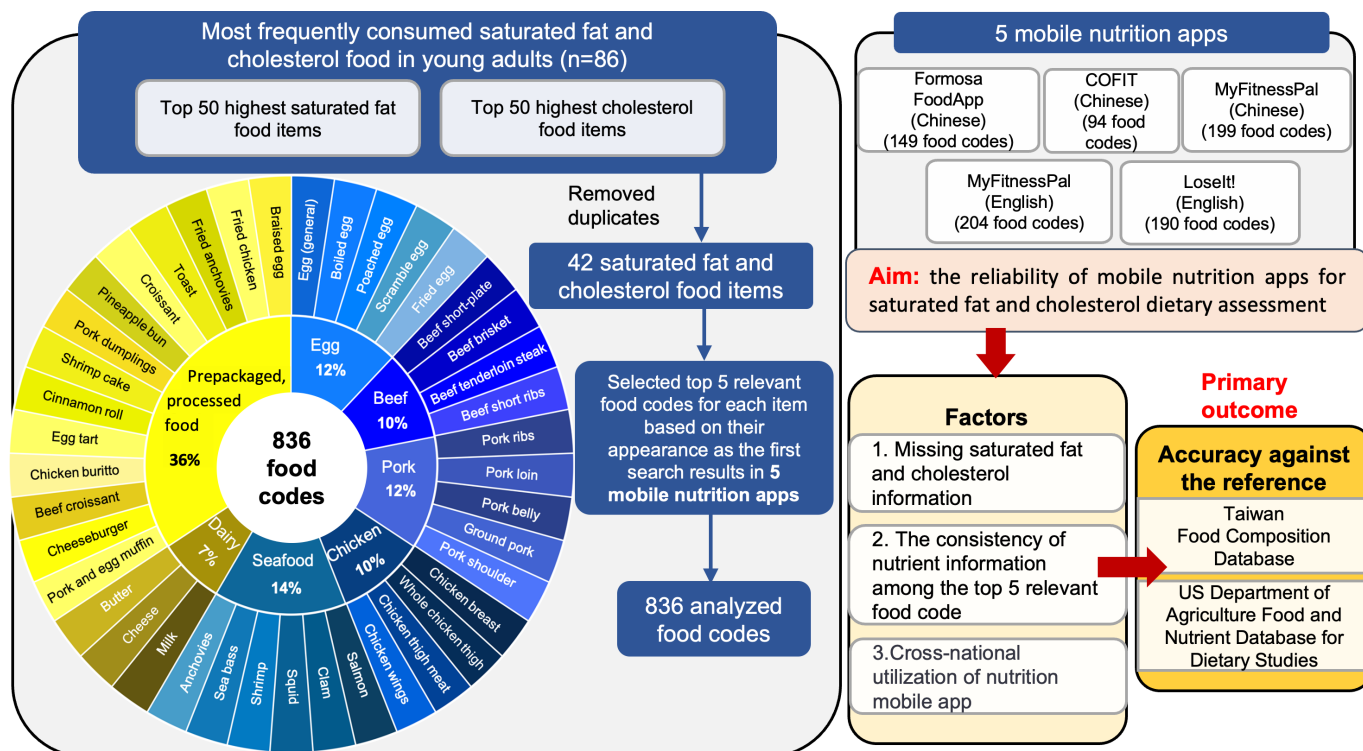 Most frequently consumed saturated fat and
cholesterol food in young adults (n=86)
Top 50 highest saturated fat
food items
Top 50 highest cholesterol
food items
Removed
duplicates
42 saturated fat and
cholesterol food items
Selected top 5 relevant
food codes for each item
based on their
appearance as the first
search results in 5
mobile nutrition apps
836 analyzed
food codes
836
food
codes
Egg
12%
Beef
10%
Pork
12%
Chicken
10%
Seafood
14%
Dairy
7%
Prepackaged,
processed
food
36%
Egg (general)
Boiled egg
Poached egg
Scramble egg
Fried egg
Beef short-plate
Beef brisket
Beef tenderloin steak
Beef short ribs
Pork ribs
Pork loin
Pork belly
Ground pork
Pork shoulder
Chicken breast
Whole chicken thigh
Chicken thigh meat
Chicken wings
Salmon
Clam
Squid
Shrimp
Sea bass
Anchovies
Milk
Cheese
Butter
Pork and egg muffin
Cheeseburger
Beef croissant
Chicken buritto
Egg tart
Cinnamon roll
Shrimp cake
Pork dumplings
Pineapple bun
Croissant
Toast
Fried anchovies
Fried chicken
Braised egg
5 mobile nutrition apps
Formosa
FoodApp
(Chinese)
(149 food codes)
COFIT
(Chinese)
(94 food
codes)
MyFitnessPal
(Chinese)
(199 food codes)
MyFitnessPal
(English)
(204 food codes)
LoseIt!
(English)
(190 food codes)
Aim: the reliability of mobile nutrition apps for
saturated fat and cholesterol dietary assessment
Factors
1. Missing saturated fat
and cholesterol
information
2. The consistency of
nutrient information
among the top 5 relevant
food code
3.Cross-national
utilization of nutrition
mobile app
Primary
outcome
Accuracy against
the reference
Taiwan
Food Composition
Database
US Department of
Agriculture Food and
Nutrient Database for
Dietary Studies